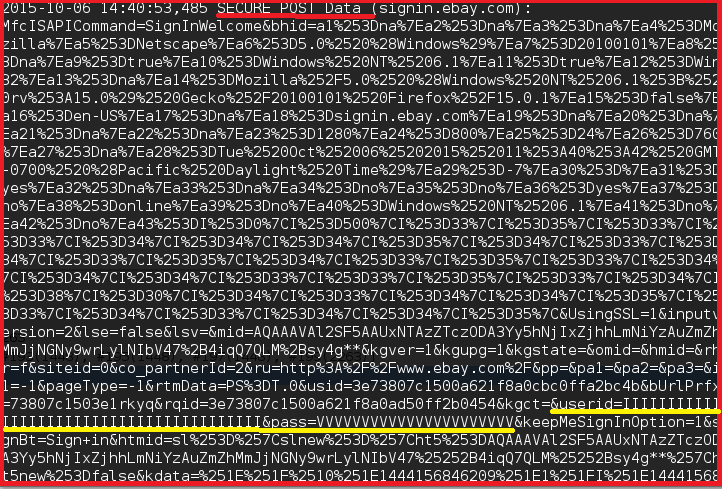 2015-10-06 14:40:53,485 SECURE POST Data (signin.ebay.com):
MfcISAPICommand=SignInWelcome&bhid=a1%253Dna%7Ea2%253Dna%7Ea3%253Dna%7Ea4%253DMo
zilla%7Ea5%253DNetscape%7Ea6%253D5.0%2520%28Windows%29%7Ea7%253D20100101%7Ea8%25
3Dna%7Ea9%253Dtrue%7Ea10%253DWindows%2520NT%25206.1%7Ea11%253Dtrue%7Ea12%253DWin
32%7Ea13%253Dna%7Ea14%253DMozilla%252F5.0%2520%28Windows%2520NT%25206.1%253B%252
0rv%253A15.0%29%2520Gecko%252F20100101%2520Firefox%252F15.0.1%7Ea15%253Dfalse%7E
a16%253Den-US%7Ea17%253Dna%7Ea18%253Dsignin.ebay.com%7Ea19%253Dna%7Ea20%253Dna%7
Ea21%253Dna%7Ea22%253Dna%7Ea23%253D1280%7Ea24%253D800%7Ea25%253D24%7Ea26%253D760
%7Ea27%253Dna%7Ea28%253DTue%2520Oct%252006%25202015%252011%253A40%253A42%2520GMT
-0700%2520%28Pacific%2520Daylight%2520Time%29%7Ea29%253D-7%7Ea30%253D%7Ea31%253D
yes%7Ea32%253Dna%7Ea33%253Dna%7Ea34%253Dno%7Ea35%253Dno%7Ea36%253Dyes%7Ea37%253D
no%7Ea38%253Donline%7Ea39%253Dno%7Ea40%253DWindows%2520NT%25206.1%7Ea41%253Dno%7
Ea42%253Dno%7Ea43%253DI%253D0%7CI%253D500%7CI%253D33%7CI%253D35%7CI%253D33%7CI%2
53D33%7CI%253D34%7CI%253D34%7CI%253D34%7CI%253D35%7CI%253D34%7CI%253D33%7CI%253D
34%7CI%253D33%7CI%253D33%7CI%253D35%7CI%253D33%7CI%253D34%7CI%253D34%7CI%253D34
%7CI%253D34%7CI%253D34%7CI%253D33%7CI%253D33%7CI%253D35%7CI%253D33%7CI%253D34%7C
I%253D38%7CI%253D30%7CI%253D34%7CI%253D34%7CI%253D34%7CI%253D34%7CI%253D35%7CI%25
3D33%7CI%253D34%7CI%253D33%7CI%253D34%7CI%253D34%7CI%253D35%7C&UsingSSL=1&inputv
ersion=2&lse=false&lsv=&mid=AQAAAVAl2SF5AAUxNTAzZTczODA3Yy5hNjIxZjhhLmNiYzAuZmZh
MmJjNGNy9wrLylNIbV47%2B4iqQ7QLM%2Bsy4g**&kgver=1&kgupg=1&kgstate=&omid=&hmid=&rh
r=f&siteid=0&co_partnerId=2&ru=http%3A%2F%2Fwww.ebay.com%2F&pp=&pa1=&pa2=&pa3=&i
1=-1&pageType=-1&rtmData=PS%3DT.0&usid=3e73807c1500a621f8a0cbc0ffa2bc4b&bUrlPrfx
=73807c1503e1rkyq&rqid=3e73807c1500a621f8a0ad50ff2b0454&kgct=&userid=IIIIIIIIIII
IIIIIIIIIIIIIIIIIIIIIIIIIIIII&pass=VVVVVVVVVVVVVVVVVVVVVV&keepMeSignInOption=1&s
gnBt=Sign+in&htmid=sl%253D%257Cslnew%253D%257Cht5%253DAQAAAVAl2SF5AAUxNTAzZTczOD
A3Yy5hNjIxZjhhLmNiYzAuZmZhMmJjNGNy9wrLylNIbV47%25252B4iqQ7QLM%25252Bsy4g**%257Ch
t5new%253Dfalse&kdata=%251E%251F%2510%251E1444156846209%251E1%251FI%251E14441568